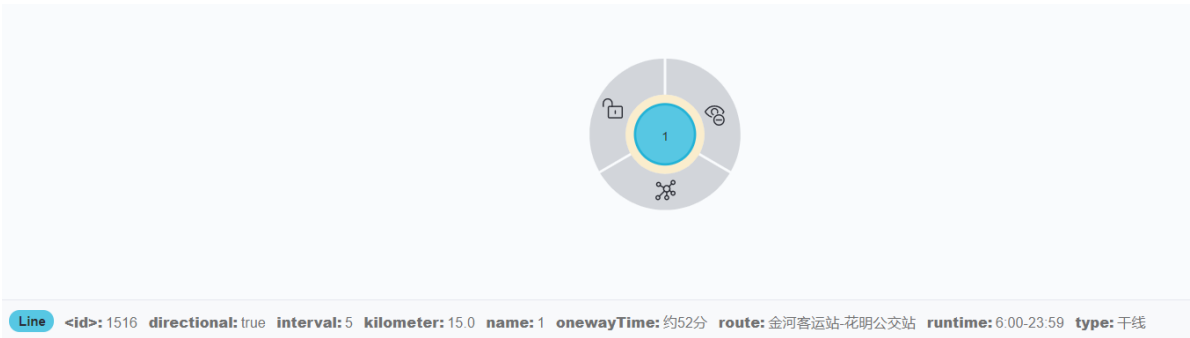 1
Line <id>: 1516 directional: true interval: 5 kilometer: 15.0 name: 1 onewayTime: 约52分 route: 金河客运站-花明公交站 runtime: 6:00-23:59 type: 干线